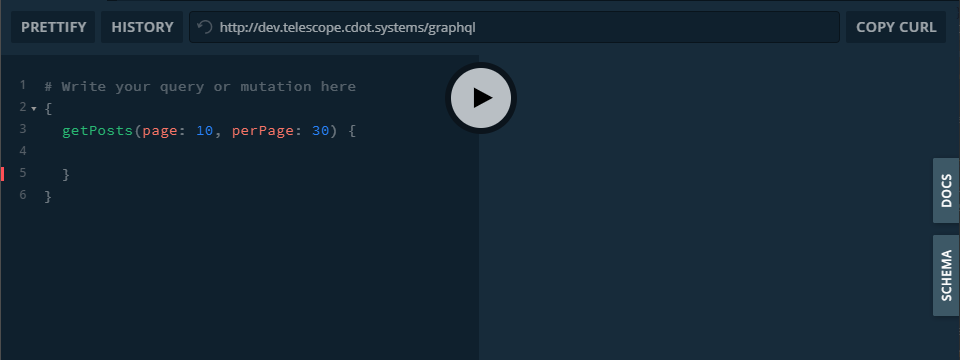 PRETTIFY HISTORY http://dev.telescope.cdot.systems/graphql COPY CURL
1 # Write your query or mutation here
2 {
3 getPosts(page: 10, perPage: 30) {
4
5 }
6 }
DOCS
SCHEMA